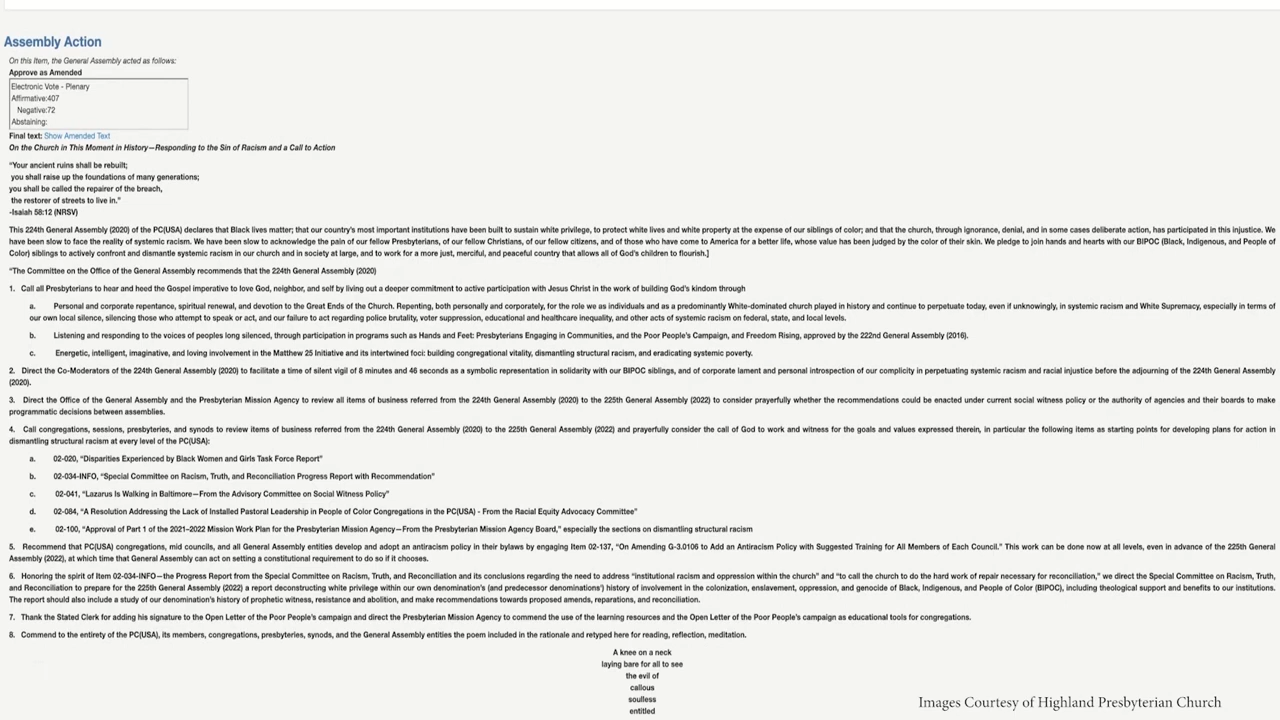 Assembly Action
On this Item, the General Assembly acted as follows:
Approve as Amended
Electronic Vote - Plenary
Affirmative:407
Negative:72
Abstaining:
Final text: Show Amended Text
On the Church in This Moment in History—Responding to the Sin of Racism and a Call to Action
"Your ancient ruins shall be rebuilt;
you shall raise up the foundations of many generations;
you shall be called the repairer of the breach,
the restorer of streets to live in."
-Isaiah 58:12 (NRSV)
This 224th General Assembly (2020) of the PC(USA) declares that Black lives matter; that our country's most important institutions have been built to sustain white privilege, to protect white lives and white property at the expense of our siblings of color; and that the church, through ignorance, denial, and in some cases deliberate action, has participated in this injustice. We
have been slow to face the reality of systemic racism. We have been slow to acknowledge the pain of our fellow Presbyterians, of our fellow Christians, of our fellow citizens, and of those who have come to America for a better life, whose value has been judged by the color of their skin. We pledge to join hands and hearts with our BIPOC (Black, Indigenous, and People of
Color) siblings to actively confront and dismantle systemic racism in our church and in society at large, and to work for a more just, merciful, and peaceful country that allows all of God's children to flourish.]
"The Committee on the Office of the General Assembly recommends that the 224th General Assembly (2020)
1. Call all Presbyterians to hear and heed the Gospel imperative to love God, neighbor, and self by living out a deeper commitment to active participation with Jesus Christ in the work of building God's kindom through
a. Personal and corporate repentance, spiritual renewal, and devotion to the Great Ends of the Church. Repenting, both personally and corporately, for the role we as individuals and as a predominantly White-dominated church played in history and continue to perpetuate today, even if unknowingly, in systemic racism and White Supremacy, especially in terms of
our own local silence, silencing those who attempt to speak or act, and our failure to act regarding police brutality, voter suppression, educational and healthcare inequality, and other acts of systemic racism on federal, state, and local levels.
b. Listening and responding to the voices of peoples long silenced, through participation in programs such as Hands and Feet: Presbyterians Engaging in Communities, and the Poor People's Campaign, and Freedom Rising, approved by the 222nd General Assembly (2016).
c. Energetic, intelligent, imaginative, and loving involvement in the Matthew 25 Initiative and its intertwined foci: building congregational vitality, dismantling structural racism, and eradicating systemic poverty.
2. Direct the Co-Moderators of the 224th General Assembly (2020) to facilitate a time of silent vigil of 8 minutes and 46 seconds as a symbolic representation in solidarity with our BIPOC siblings, and of corporate lament and personal introspection of our complicity in perpetuating systemic racism and racial injustice before the adjourning of the 224th General Assembly
(2020).
3. Direct the Office of the General Assembly and the Presbyterian Mission Agency to review all items of business referred from the 224th General Assembly (2020) to the 225th General Assembly (2022) to consider prayerfully whether the recommendations could be enacted under current social witness policy or the authority of agencies and their boards to make
programmatic decisions between assemblies.
4. Call congregations, sessions, presbyteries, and synods to review items of business referred from the 224th General Assembly (2020) to the 225th General Assembly (2022) and prayerfully consider the call of God to work and witness for the goals and values expressed therein, in particular the following items as starting points for developing plans for action in
dismantling structural racism at every level of the PC(USA):
a. 02-020, "Disparities Experienced by Black Women and Girls Task Force Report"
b. 02-034-INFO, "Special Committee on Racism, Truth, and Reconciliation Progress Report with Recommendation"
c. 02-041, "Lazarus Is Walking in Baltimore—From the Advisory Committee on Social Witness Policy"
d. 02-084, "A Resolution Addressing the Lack of Installed Pastoral Leadership in People of Color Congregations in the PC(USA) - From the Racial Equity Advocacy Committee"
e. 02-100, "Approval of Part 1 of the 2021–2022 Mission Work Plan for the Presbyterian Mission Agency—From the Presbyterian Mission Agency Board," especially the sections on dismantling structural racism
5. Recommend that PC(USA) congregations, mid councils, and all General Assembly entities develop and adopt an antiracism policy in their bylaws by engaging Item 02-137, "On Amending G-3.0106 to Add an Antiracism Policy with Suggested Training for All Members of Each Council." This work can be done now at all levels, even in advance of the 225th General
Assembly (2022), at which time that General Assembly can act on setting a constitutional requirement to do so if it chooses.
6. Honoring the spirit of Item 02-034-INFO—the Progress Report from the Special Committee on Racism, Truth, and Reconciliation and its conclusions regarding the need to address "institutional racism and oppression within the church" and "to call the church to do the hard work of repair necessary for reconciliation," we direct the Special Committee on Racism, Truth,
and Reconciliation to prepare for the 225th General Assembly (2022) a report deconstructing white privilege within our own denomination's (and predecessor denominations') history of involvement in the colonization, enslavement, oppression, and genocide of Black, Indigenous, and People of Color (BIPOC), including theological support and benefits to our institutions.
The report should also include a study of our denomination's history of prophetic witness, resistance and abolition, and make recommendations towards proposed amends, reparations, and reconciliation.
7. Thank the Stated Clerk for adding his signature to the Open Letter of the Poor People's campaign and direct the Presbyterian Mission Agency to commend the use of the learning resources and the Open Letter of the Poor People's campaign as educational tools for congregations.
8. Commend to the entirety of the PC(USA), its members, congregations, presbyteries, synods, and the General Assembly entities the poem included in the rationale and retyped here for reading, reflection, meditation.
A knee on a neck
laying bare for all to see
the evil of
callous
soulless
entitled
Images Courtesy of Highland Presbyterian Church